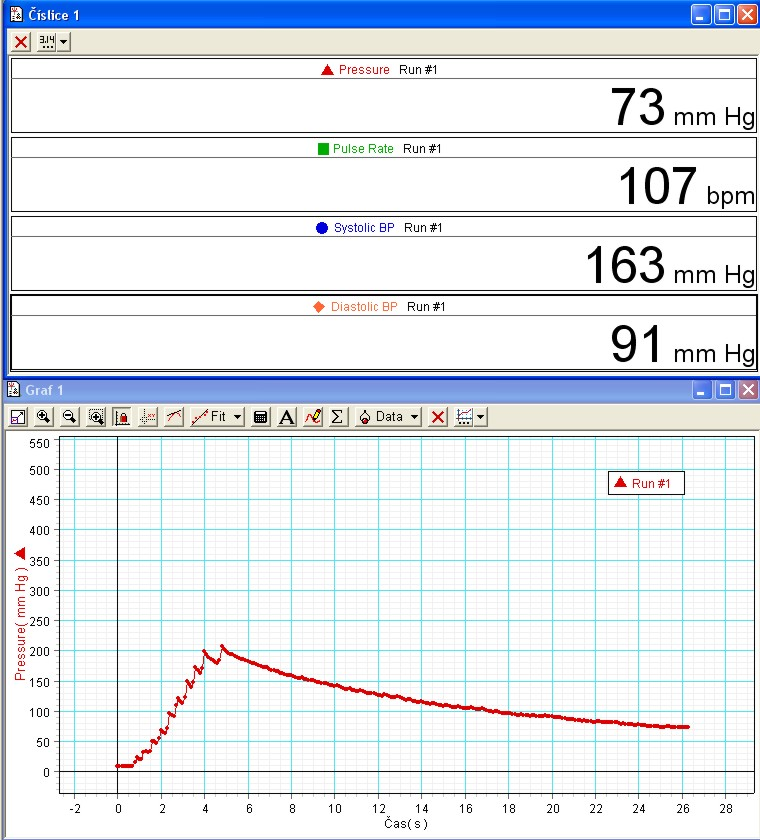 Číslice 1
3.14
Pressure Run #1
73 mm Hg
Pulse Rate Run #1
107 bpm
Systolic BP Run #1
163 mm Hg
Diastolic BP Run #1
91 mm Hg
Graf 1
Fit A Σ Data
550
500
450
400
350
300
250
200
150
100
50
0
Pressure( mm Hg )
Run #1
-2 0 2 4 6 8 10 12 14 16 18 20 22 24 26 28
Čas( s )